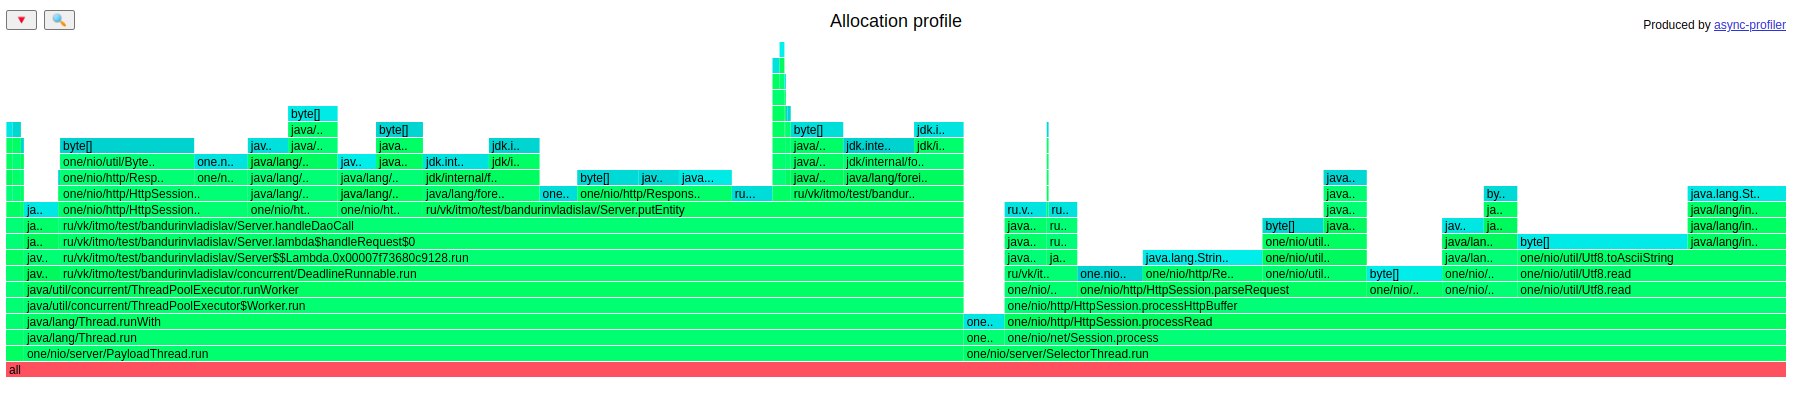 Allocation profile
Produced by async-profiler
byte[]
java/.. byte[] byte[] jdk.i..
byte[] jav.. java/.. java.. jdk.i.. java/.. jdk.inte.. jdk/i..
one/nio/util/Byte.. one.n.. java/lang/.. jav.. java.. jdk.int.. jdk/i.. java/.. jdk/internal/fo..
one/nio/http/Resp.. one/n.. java/lang/.. java/lang/.. jdk/internal/f.. byte[] jav.. java... java/.. java/lang/forei.. java..
one/nio/http/HttpSession.. java/lang/.. java/lang/.. java/lang/fore.. one.. one/nio/http/Respons.. ru... ru/vk/itmo/test/bandur.. java.. by.. java.lang.St..
ja.. one/nio/http/HttpSession.. one/nio/ht.. one/nio/ht.. ru/vk/itmo/test/bandurinvladislav/Server.putEntity ru.v.. ru.. java.. ja.. java/lang/in..
ja.. ru/vk/itmo/test/bandurinvladislav/Server.handleDaoCall java.. ru.. byte[] java.. jav.. ja.. java/lang/in..
ja.. ru/vk/itmo/test/bandurinvladislav/Server.lambda$handleRequest$0 java.. ru.. one/nio/util.. java/lan.. byte[] java/lang/in..
jav.. ru/vk/itmo/test/bandurinvladislav/Server$$Lambda.0x00007f73680c9128.run java.. ja.. java.lang.Strin.. one/nio/util.. java/lan.. one/nio/util/Utf8.toAsciiString
jav.. ru/vk/itmo/test/bandurinvladislav/concurrent/DeadlineRunnable.run ru/vk/it.. one.nio.. one/nio/http/Re.. one/nio/util.. byte[] one/nio/.. one/nio/util/Utf8.read
java/util/concurrent/ThreadPoolExecutor.runWorker one/nio/.. one/nio/http/HttpSession.parseRequest one/nio/.. one/nio/.. one/nio/util/Utf8.read
java/util/concurrent/ThreadPoolExecutor$Worker.run one/nio/http/HttpSession.processHttpBuffer
java/lang/Thread.runWith one.. one/nio/http/HttpSession.processRead
java/lang/Thread.run one.. one/nio/net/Session.process
one/nio/server/PayloadThread.run one/nio/server/SelectorThread.run
all